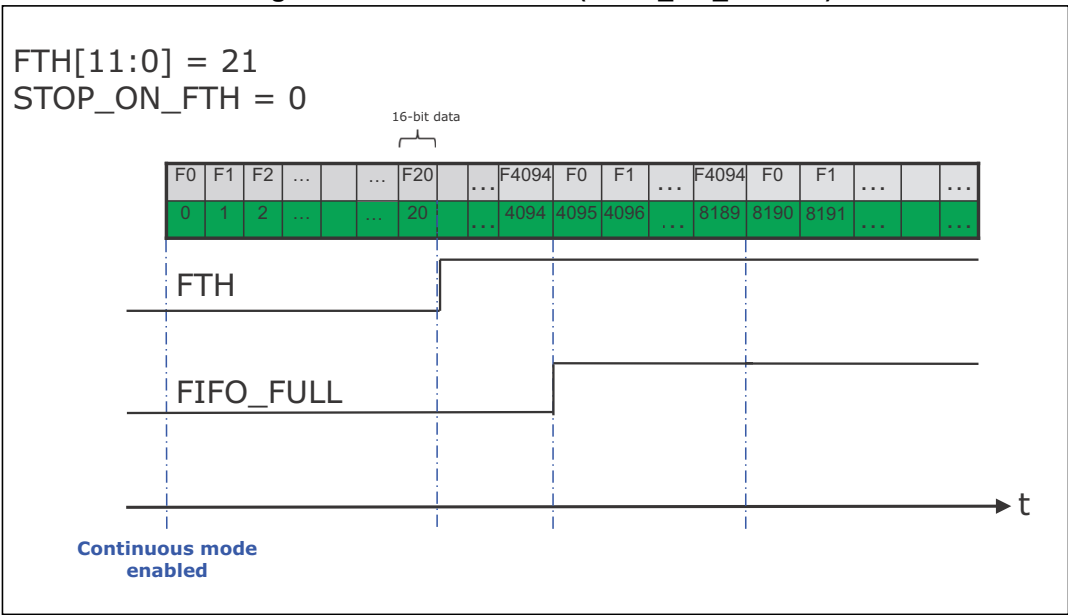 FTH[11:0] = 21
STOP_ON_FTH = 0
16-bit data
F0 F1 F2 ... ... F20 ... F4094 F0 F1 ... F4094 F0 F1 ... ...
0 1 2 ... ... 20 ... 4094 4095 4096 ... 8189 8190 8191 ... ...
FTH
FIFO_FULL
t
Continuous mode
enabled